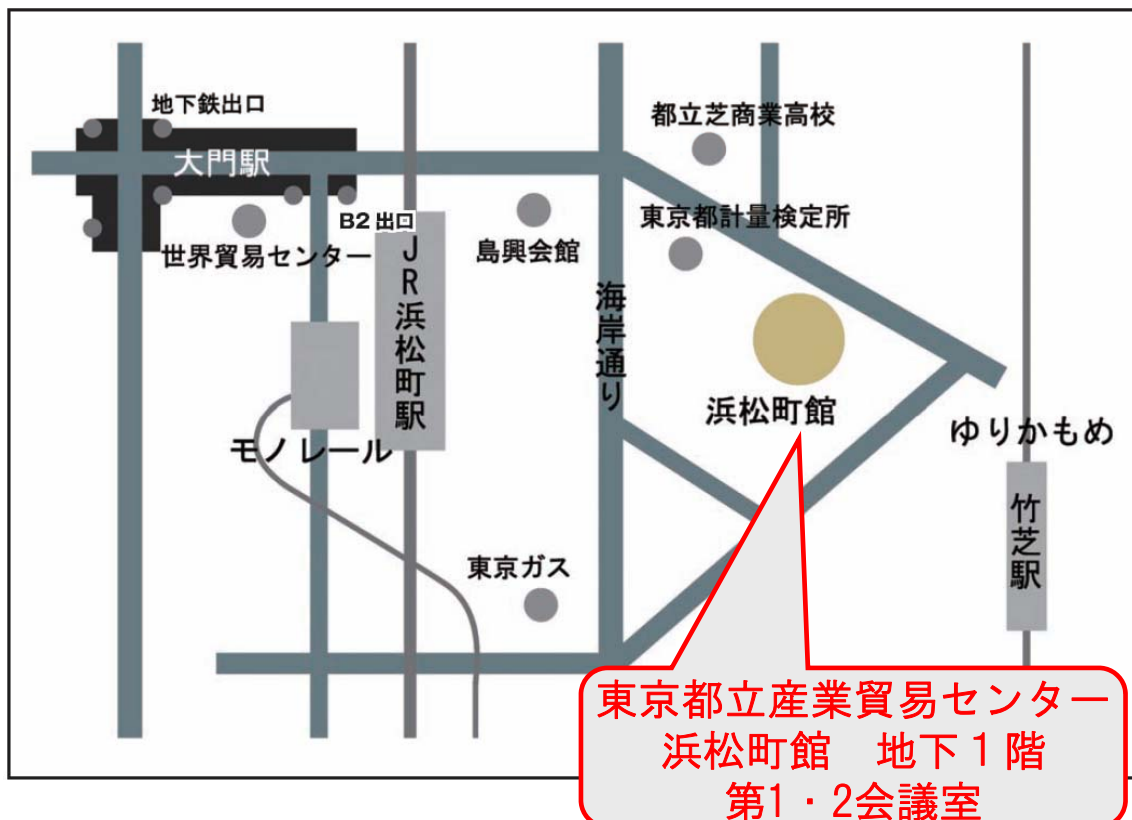 地下鉄出口
大門駅
都立芝商業高校
B2出口
東京都計量検定所
世界貿易センター
島興会館
JR浜松町駅
海岸通り
浜松町館
ゆりかもめ
モノレール
竹芝駅
東京ガス
東京都立産業貿易センター
浜松町館　地下1階
第1・2会議室